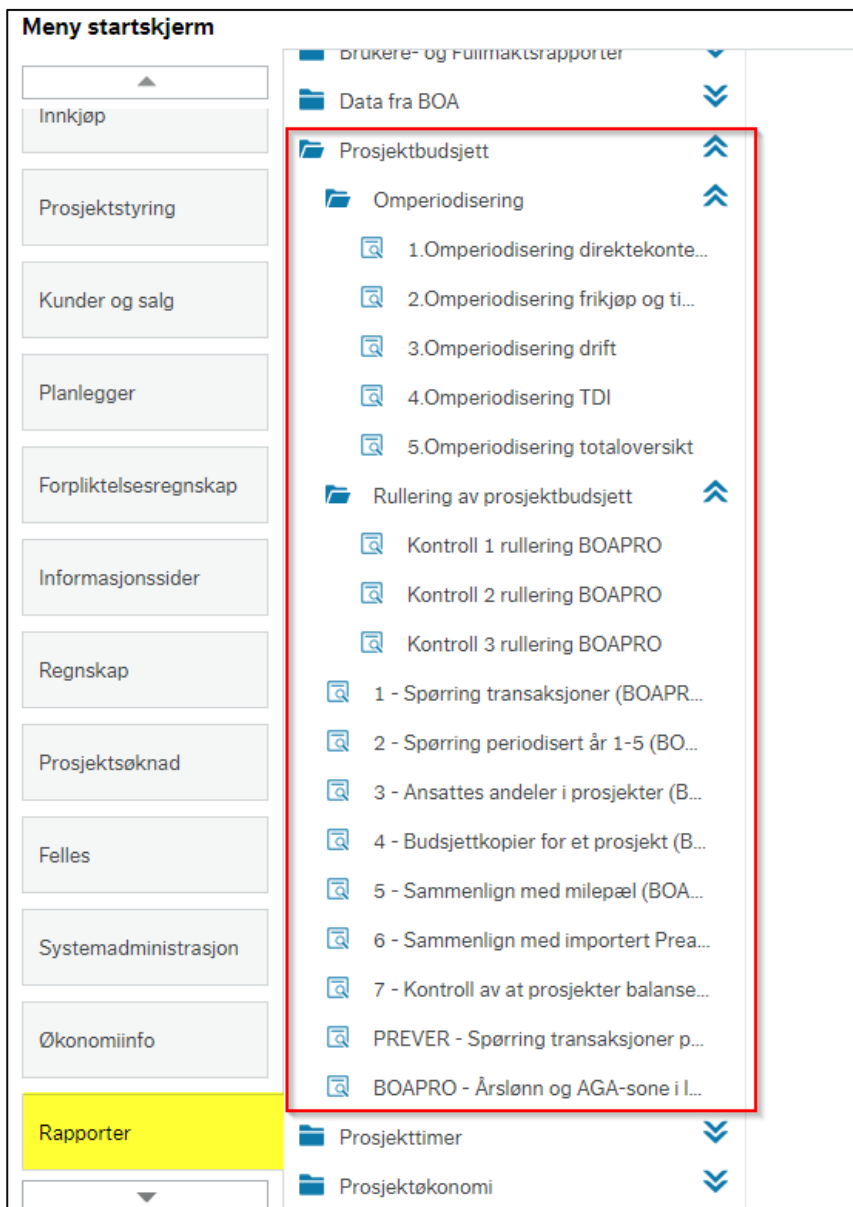 Meny startskjerm
Innkjøp
Prosjektstyring
Kunder og salg
Planlegger
Forpliktelsesregnskap
Informasjonssider
Regnskap
Prosjektsøknad
Felles
Systemadministrasjon
Økonomiinfo
Rapporter
Brukere- og Fullmaktsrapporter
Data fra BOA
Prosjektbudsjett
Omperiodisering
1.Omperiodisering direktekonte...
2.Omperiodisering frikjøp og ti...
3.Omperiodisering drift
4.Omperiodisering TDI
5.Omperiodisering totaloversikt
Rullering av prosjektbudsjett
Kontroll 1 rullering BOAPRO
Kontroll 2 rullering BOAPRO
Kontroll 3 rullering BOAPRO
1 - Spørring transaksjoner (BOAPR...
2 - Spørring periodisert år 1-5 (BO...
3 - Ansattes andeler i prosjekter (B...
4 - Budsjettkopier for et prosjekt (B...
5 - Sammenlign med milepæl (BOA...
6 - Sammenlign med importert Prea...
7 - Kontroll av at prosjekter balanse...
PREVER - Spørring transaksjoner p...
BOAPRO - Årslønn og AGA-sone i l...
Prosjekttimer
Prosjektøkonomi